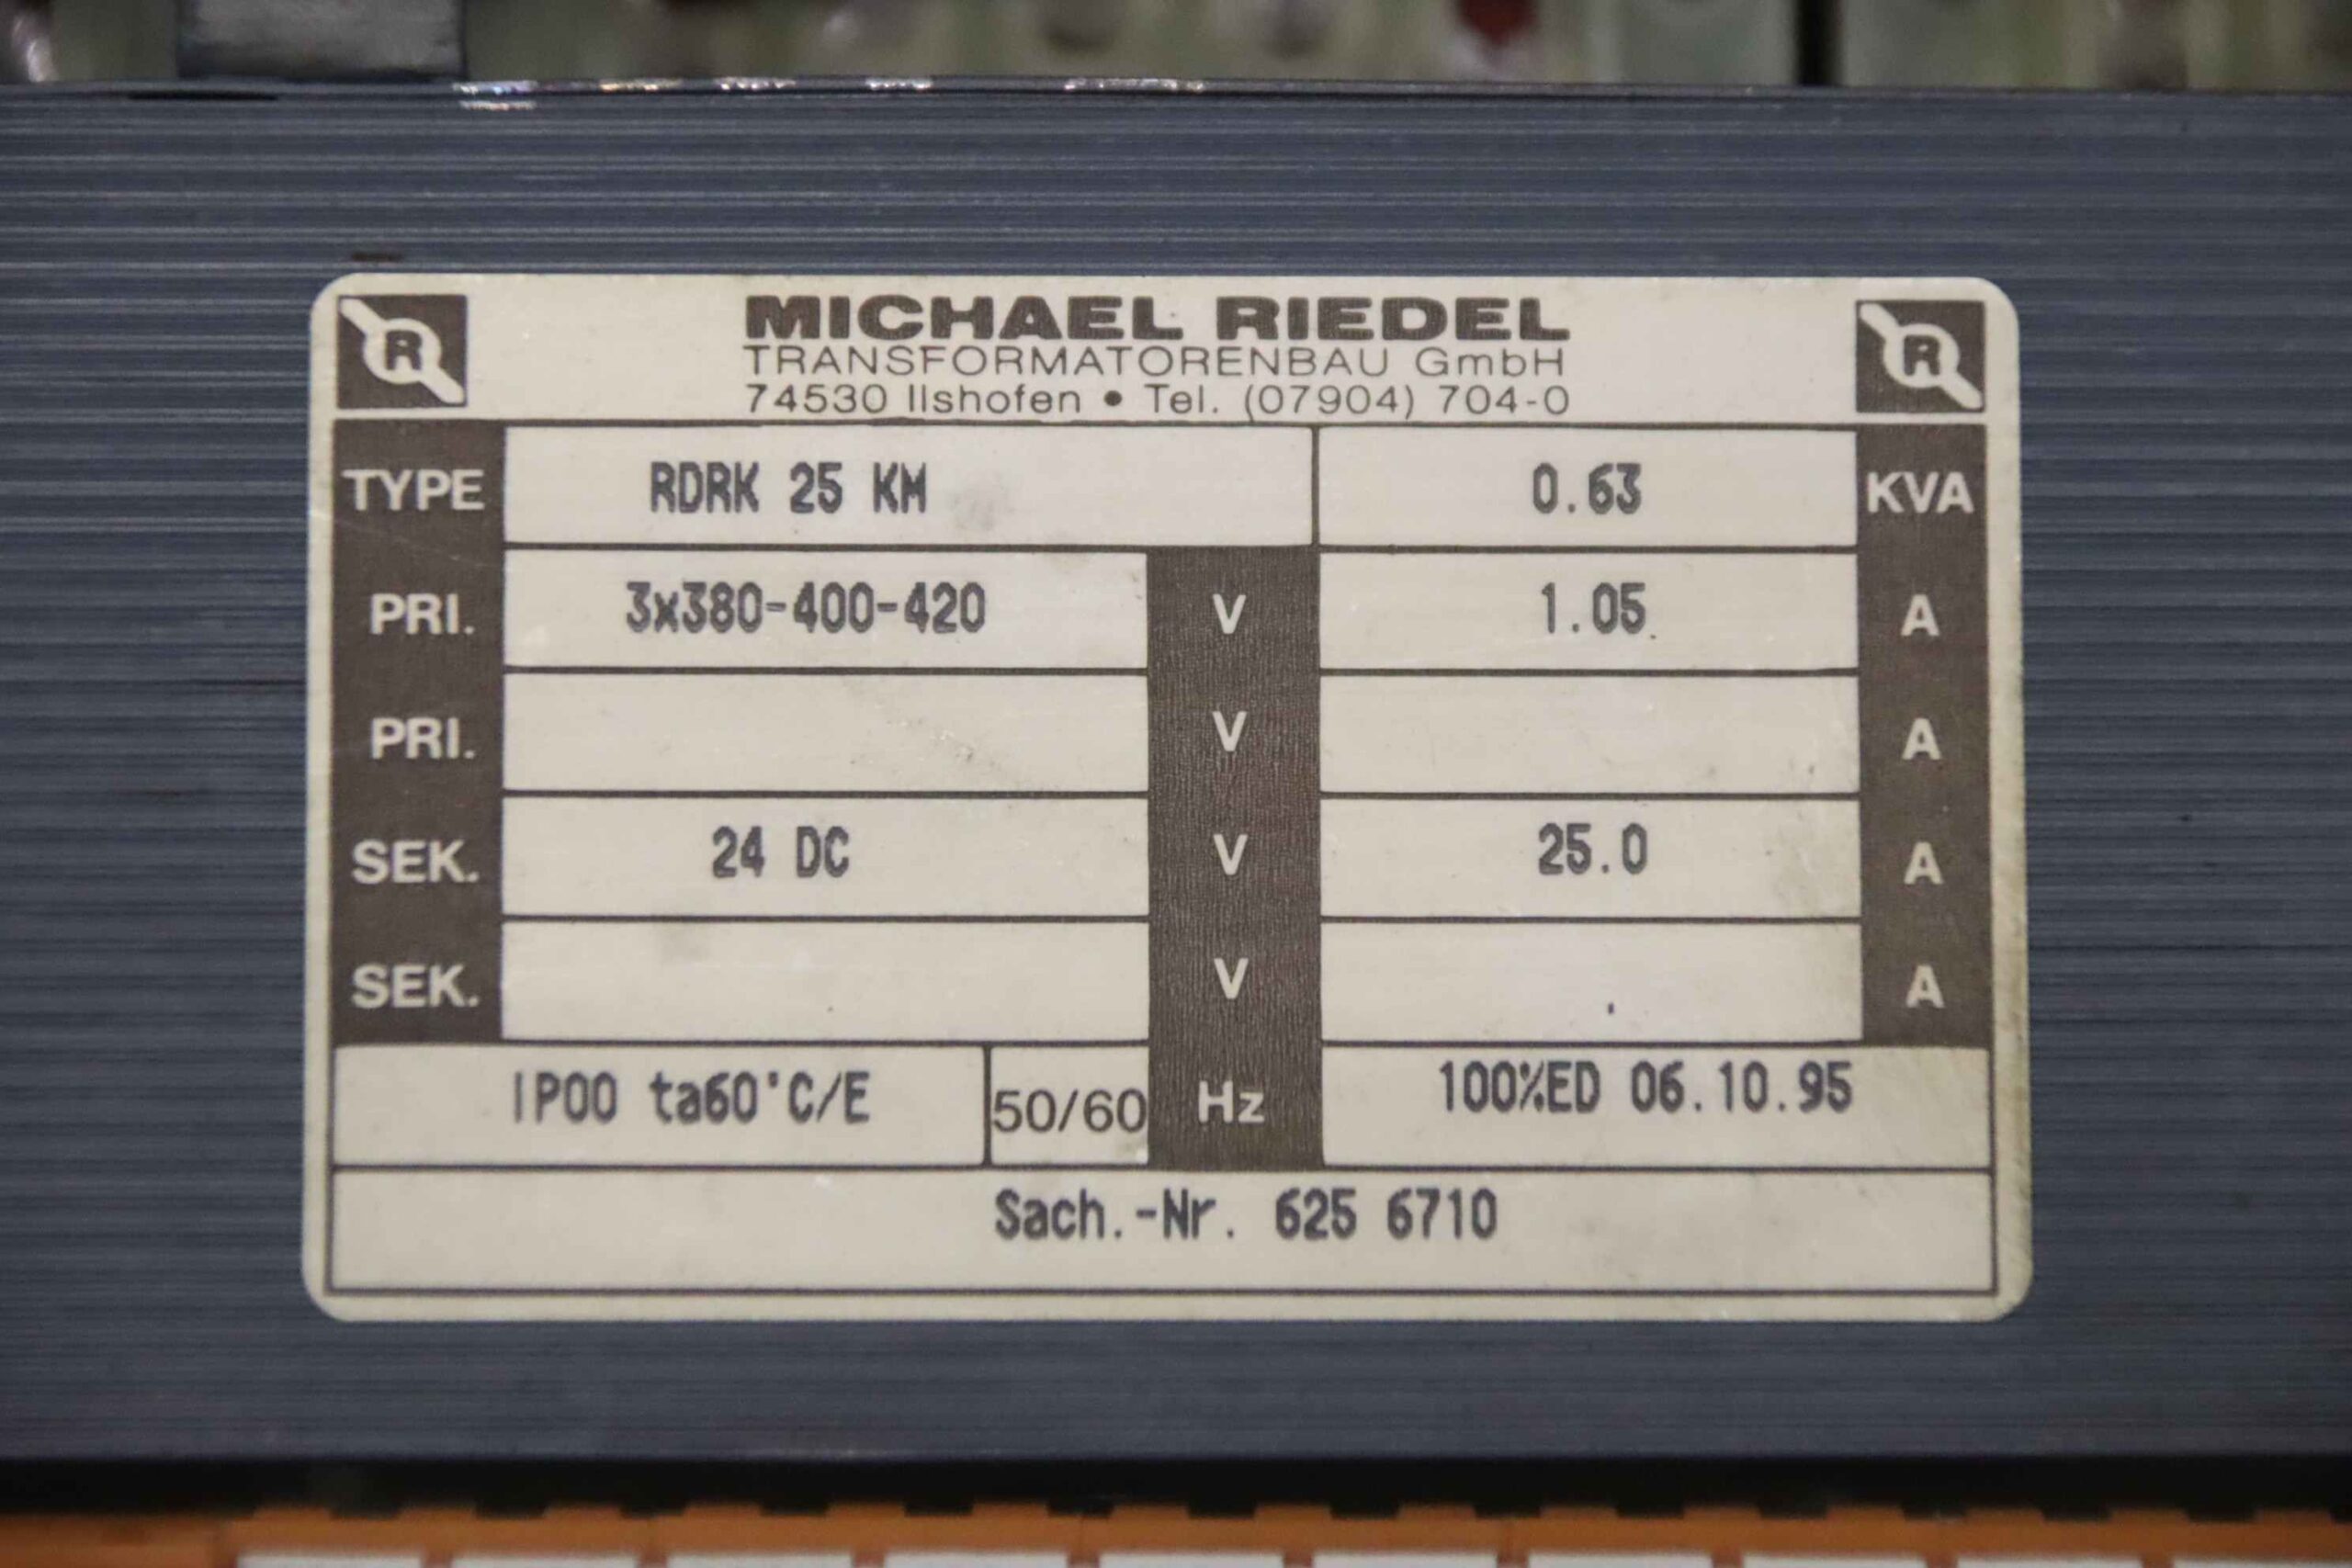 R MICHAEL RIEDEL R
TRANSFORMATORENBAU GmbH
74530 Ilshofen • Tel. (07904) 704-0
TYPE RDRK 25 KM 0.63 KVA
PRI. 3x380-400-420 V 1.05 A
PRI. V A
SEK. 24 DC V 25.0 A
SEK. V A
IP00 ta60°C/E 50/60 Hz 100%ED 06.10.95
Sach.-Nr. 625 6710